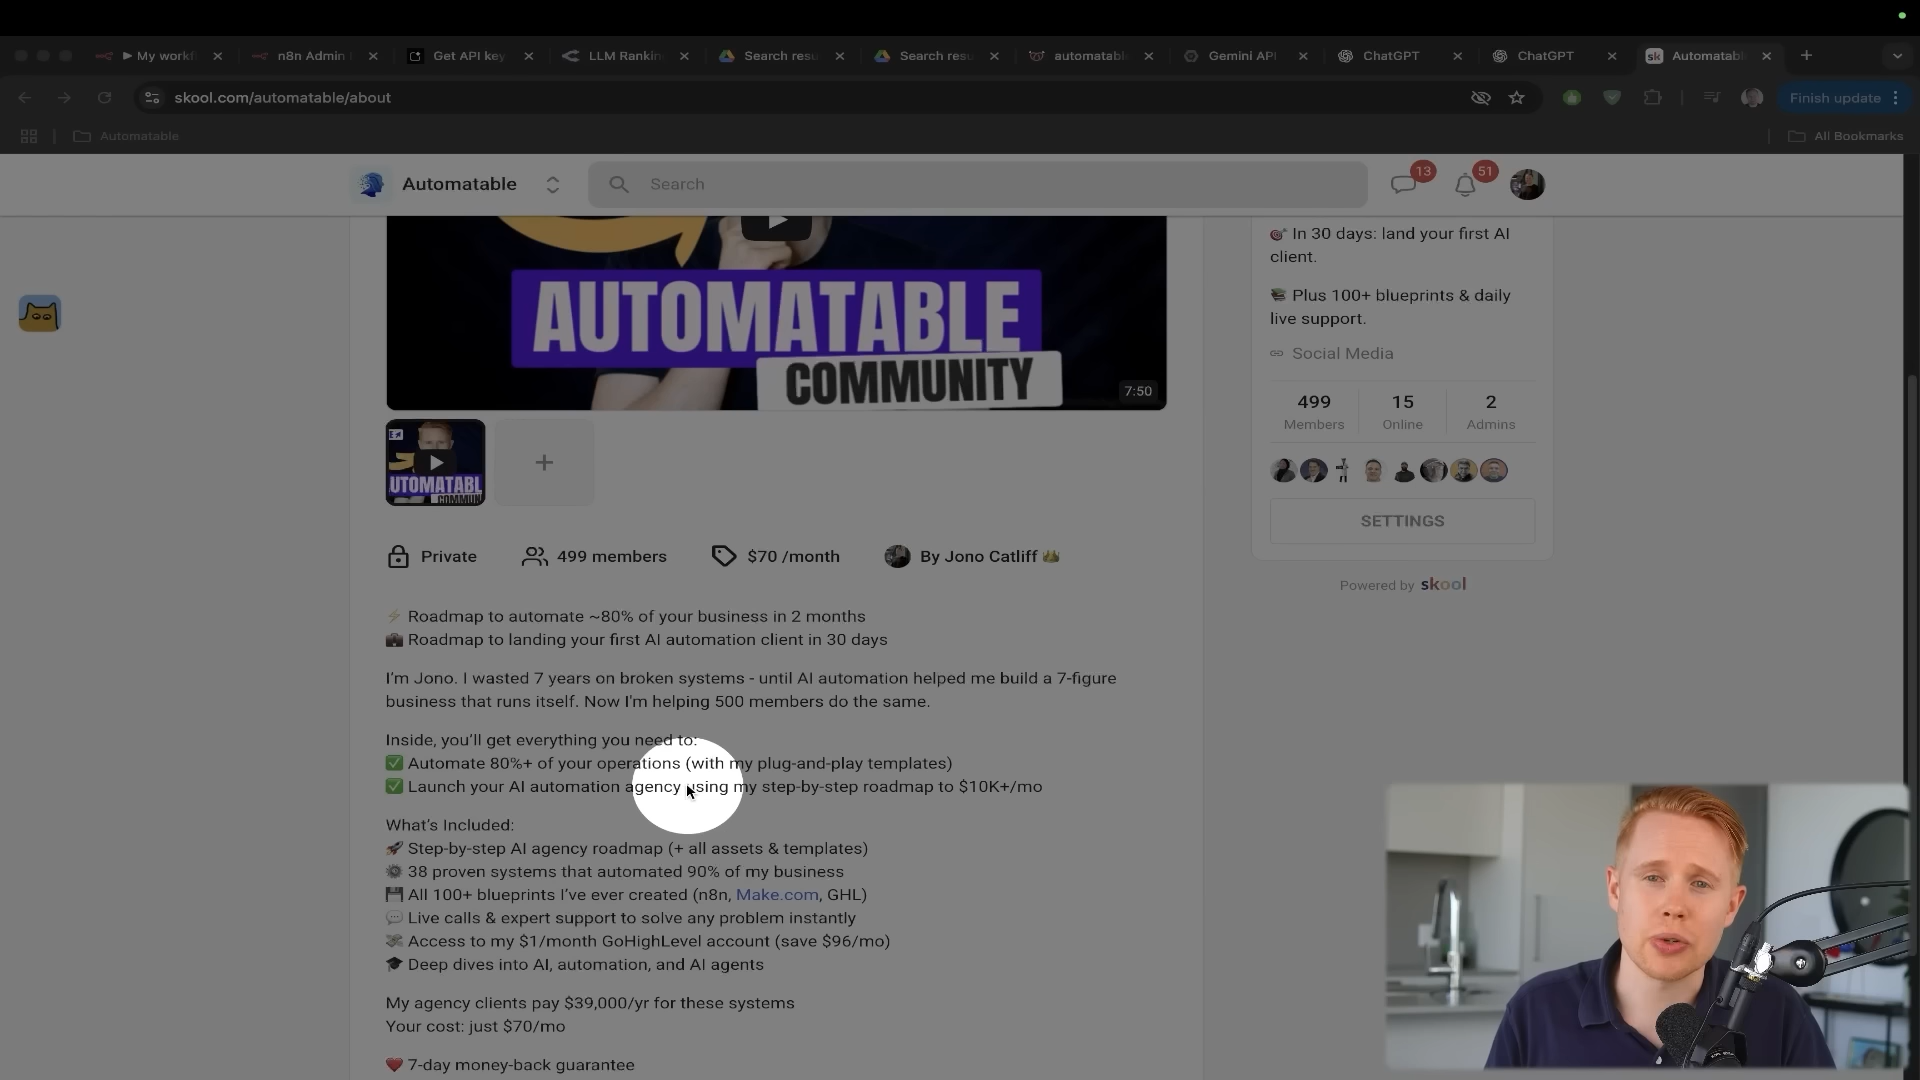 My workf
n8n Admin
Get API key
LLM Rankin
Search resu
Search resu
automatabl
Gemini API
ChatGPT
ChatGPT
sk Automatab
skool.com/automatable/about
Finish update
Automatable
All Bookmarks
Automatable
Search
13
51
AUTOMATABLE
COMMUNITY
7:50
UTOMATABL
COMMUN
Private
499 members
$70 /month
By Jono Catliff 👑
⚡ Roadmap to automate ~80% of your business in 2 months
💼 Roadmap to landing your first AI automation client in 30 days
I'm Jono. I wasted 7 years on broken systems - until AI automation helped me build a 7-figure
business that runs itself. Now I'm helping 500 members do the same.
Inside, you'll get everything you need to:
✅ Automate 80%+ of your operations (with my plug-and-play templates)
✅ Launch your AI automation agency using my step-by-step roadmap to $10K+/mo
What's Included:
🚀 Step-by-step AI agency roadmap (+ all assets & templates)
⚙️ 38 proven systems that automated 90% of my business
💾 All 100+ blueprints I've ever created (n8n, Make.com, GHL)
💬 Live calls & expert support to solve any problem instantly
💸 Access to my $1/month GoHighLevel account (save $96/mo)
🎓 Deep dives into AI, automation, and AI agents
My agency clients pay $39,000/yr for these systems
Your cost: just $70/mo
❤️ 7-day money-back guarantee
🎯 In 30 days: land your first AI
client.
📚 Plus 100+ blueprints & daily
live support.
Social Media
499
Members
15
Online
2
Admins
SETTINGS
Powered by skool